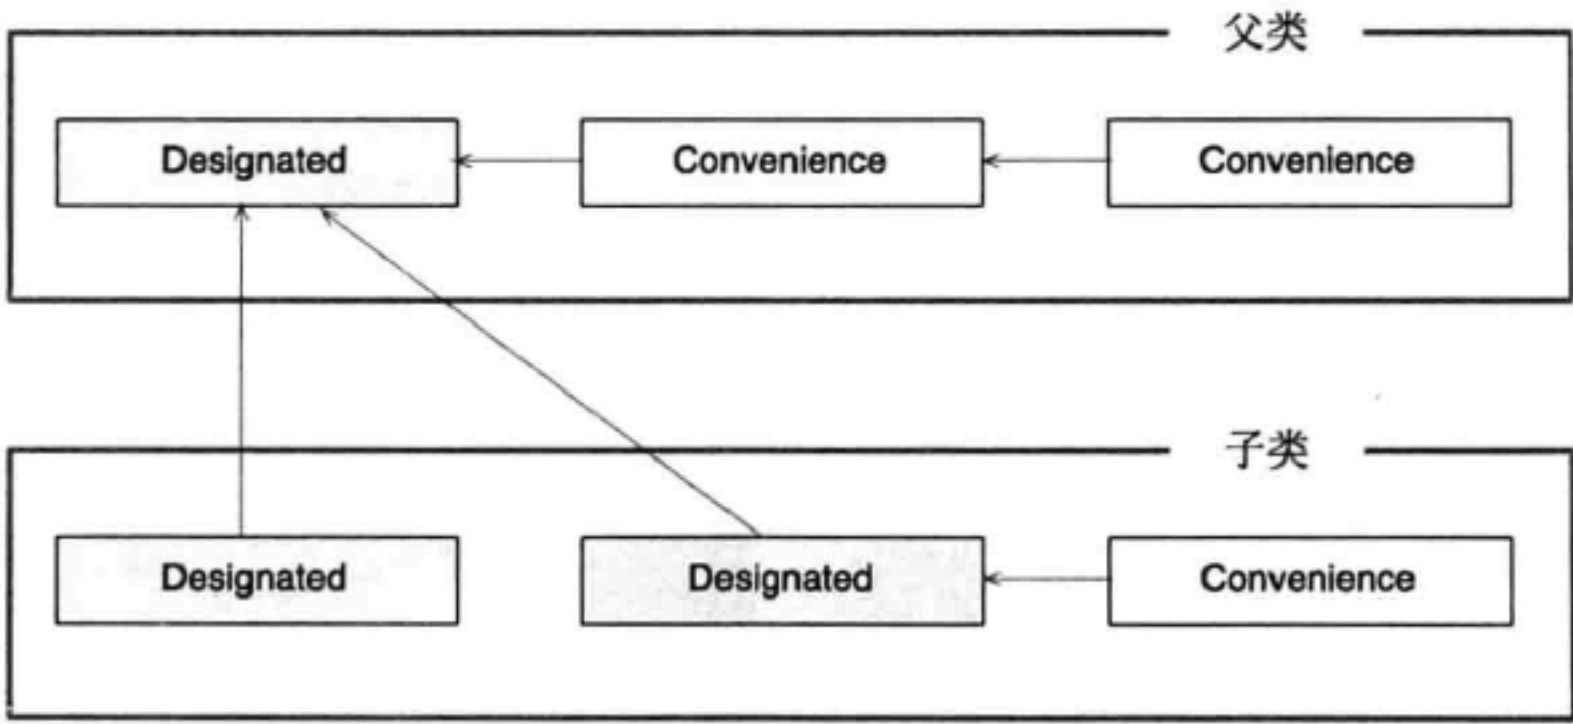 父类
Designated
Convenience
Convenience
子类
Designated
Designated
Convenience